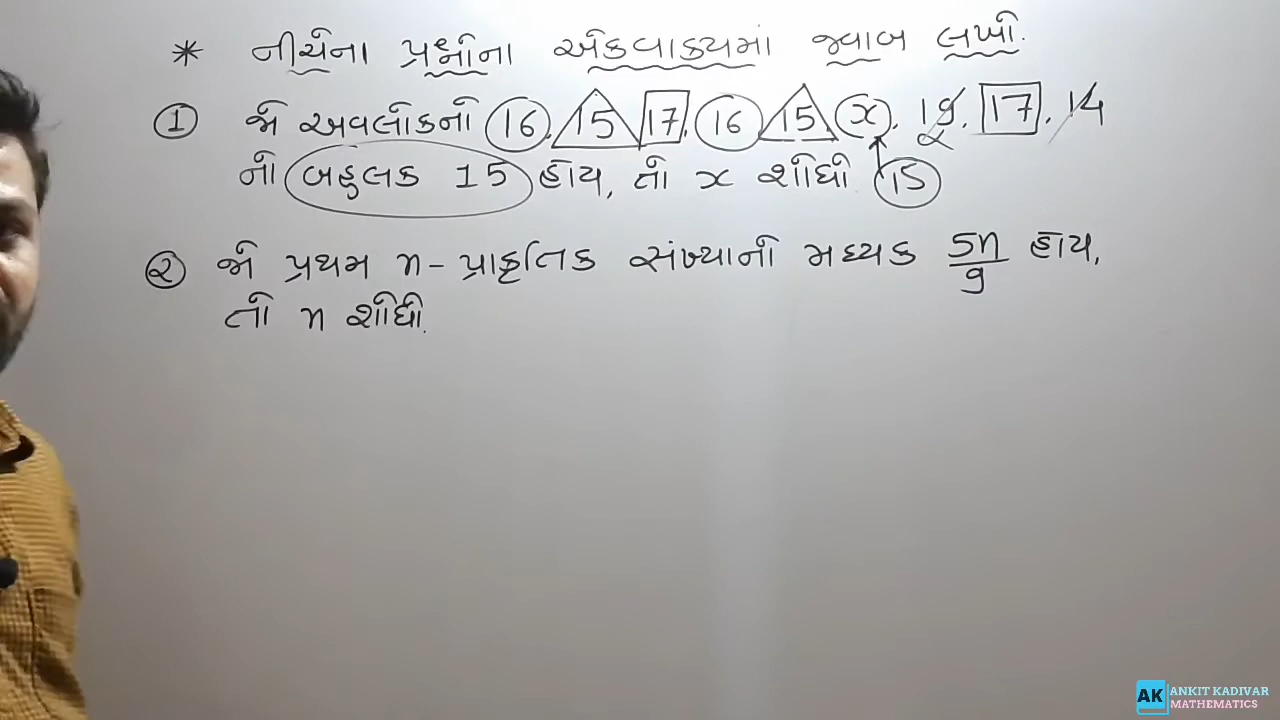 * નીચેના પ્રશ્નોના એકવાક્યમાં જવાબ લખો.
① જો અવલોકનો 16, 15, 17, 16, 15, x, 19, 17, 14
નો બહુલક 15 હોય, તો x શોધો 15
② જો પ્રથમ n - પ્રાકૃતિક સંખ્યાનો મધ્યક 5n/9 હોય,
તો n શોધો.
AK ANKIT KADIVAR
MATHEMATICS